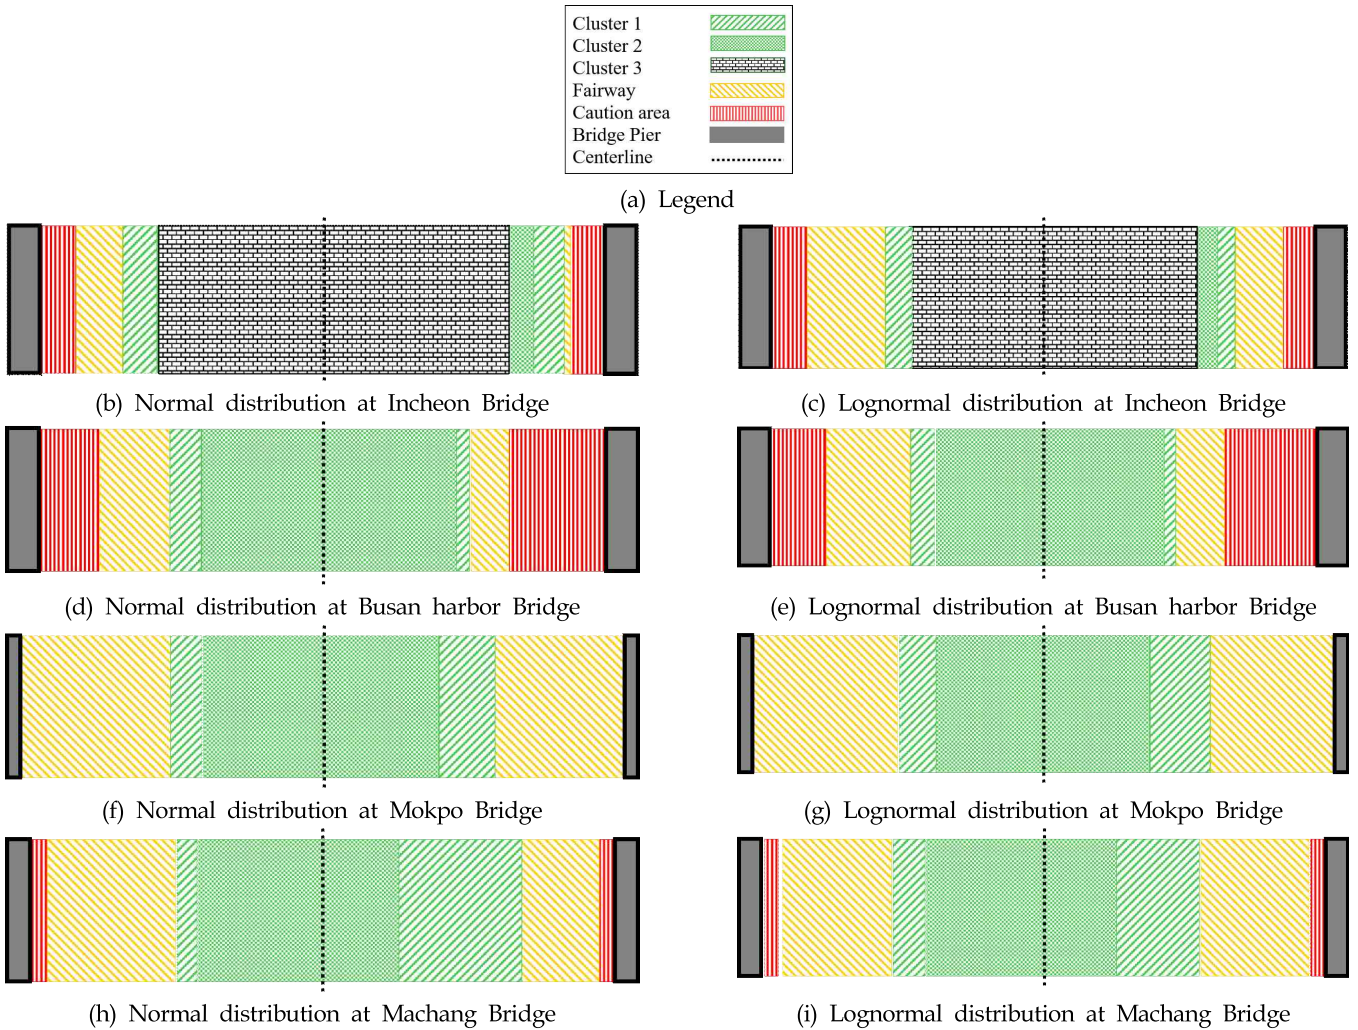 Cluster 1
Cluster 2
Cluster 3
Fairway
Caution area
Bridge Pier
Centerline
(a) Legend
(b) Normal distribution at Incheon Bridge
(c) Lognormal distribution at Incheon Bridge
(d) Normal distribution at Busan harbor Bridge
(e) Lognormal distribution at Busan harbor Bridge
(f) Normal distribution at Mokpo Bridge
(g) Lognormal distribution at Mokpo Bridge
(h) Normal distribution at Machang Bridge
(i) Lognormal distribution at Machang Bridge